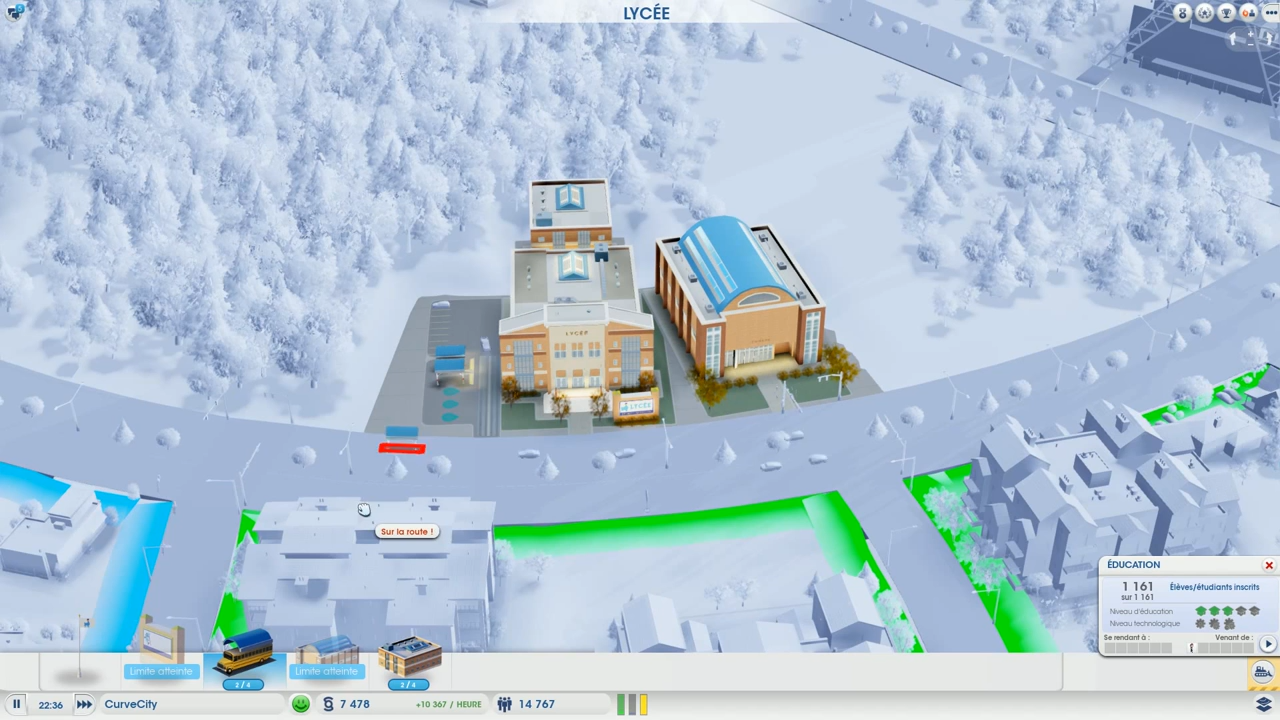 LYCÉE
LYCÉE
LYCÉE
Sur la route !
ÉDUCATION
1 161
sur 1 161
Élèves/étudiants inscrits
Niveau d'éducation
Niveau technologique
Se rendant à :
Venant de :
Limite atteinte
2 / 4
Limite atteinte
2 / 4
22:36
CurveCity
7 478
+10 367 / HEURE
14 767